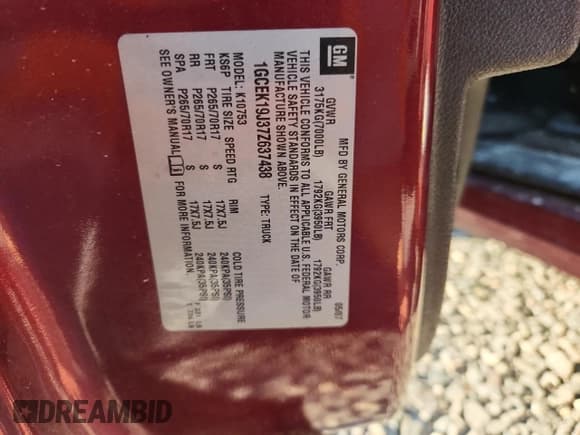 GM
MFD BY GENERAL MOTORS CORP. 05/07
GVWR GAWR FRT GAWR RR
3175KG(7000LB) 1792KG(3950LB) 1792KG(3950LB)
THIS VEHICLE CONFORMS TO ALL APPLICABLE U.S. FEDERAL MOTOR
VEHICLE SAFETY STANDARDS IN EFFECT ON THE DATE OF
MANUFACTURE SHOWN ABOVE.
1GCEK19J37Z637438 TYPE: TRUCK
MODEL: K10753
KS6P TIRE SIZE SPEED RTG RIM COLD TIRE PRESSURE
FRT P265/70R17 S 17X7.5J 240KPA(35PSI)
RR P265/70R17 S 17X7.5J 240KPA(35PSI)
SPA P265/70R17 S 17X7.5J 240KPA(35PSI)
SEE OWNER'S MANUAL FOR MORE INFORMATION.
DREAMBID